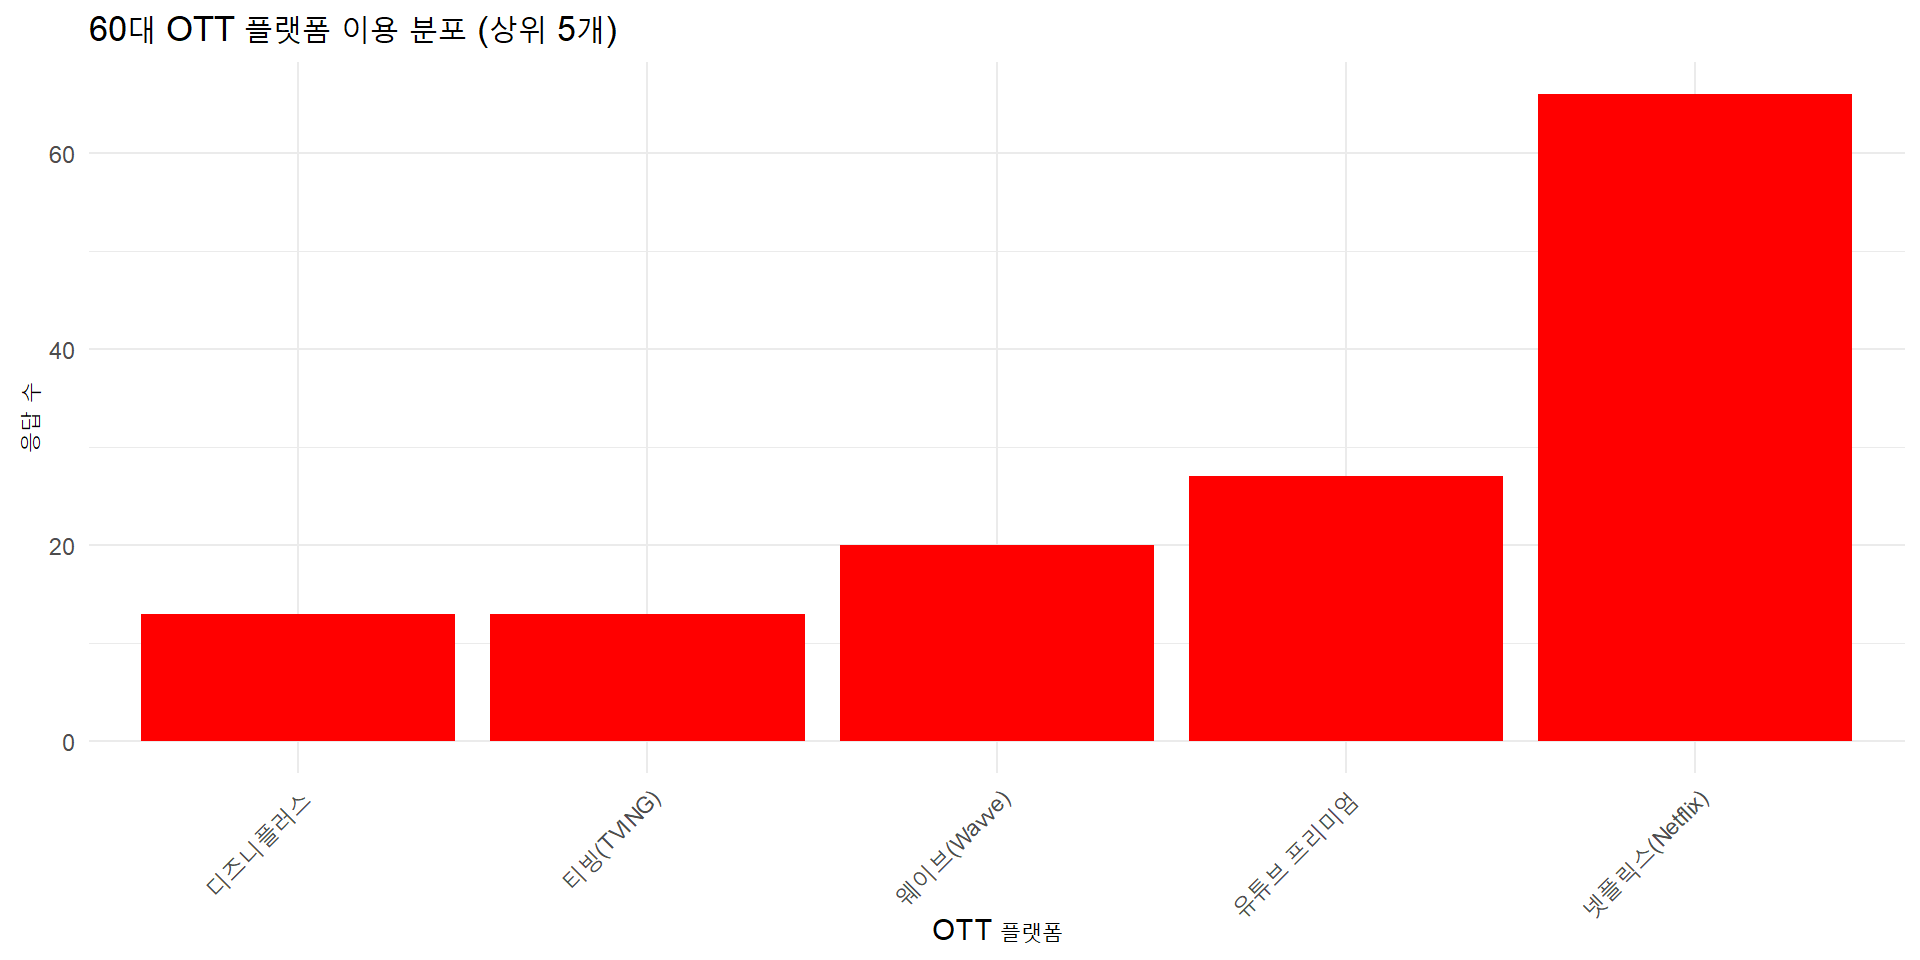 60대 OTT 플랫폼 이용 분포 (상위 5개)
응답 수
60
40
20
0
디즈니플러스
티빙(TVING)
웨이브(Wavve)
유튜브 프리미엄
넷플릭스(Netflix)
OTT 플랫폼